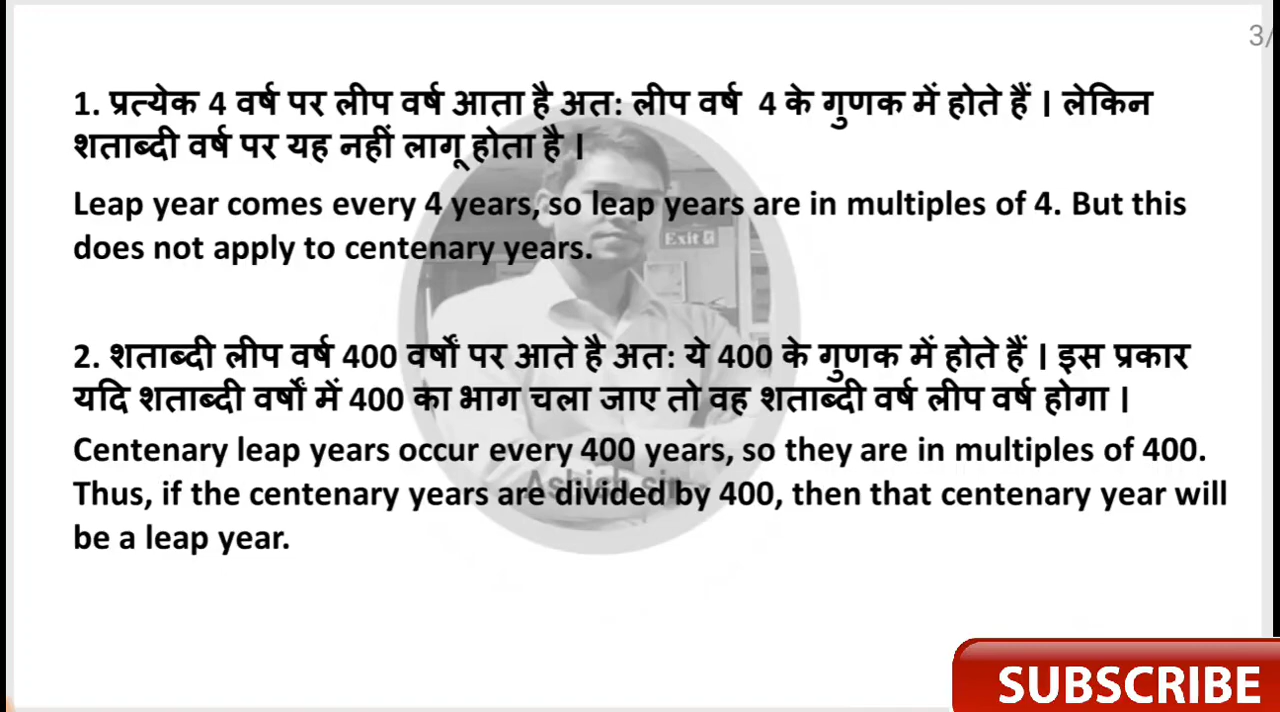 3/
1. प्रत्येक 4 वर्ष पर लीप वर्ष आता है अत: लीप वर्ष 4 के गुणक में होते हैं । लेकिन
शताब्दी वर्ष पर यह नहीं लागू होता है ।
Leap year comes every 4 years, so leap years are in multiples of 4. But this
does not apply to centenary years.
Exit
2. शताब्दी लीप वर्ष 400 वर्षों पर आते है अत: ये 400 के गुणक में होते हैं । इस प्रकार
यदि शताब्दी वर्षों में 400 का भाग चला जाए तो वह शताब्दी वर्ष लीप वर्ष होगा ।
Centenary leap years occur every 400 years, so they are in multiples of 400.
Ashish sir
Thus, if the centenary years are divided by 400, then that centenary year will
be a leap year.
SUBSCRIBE